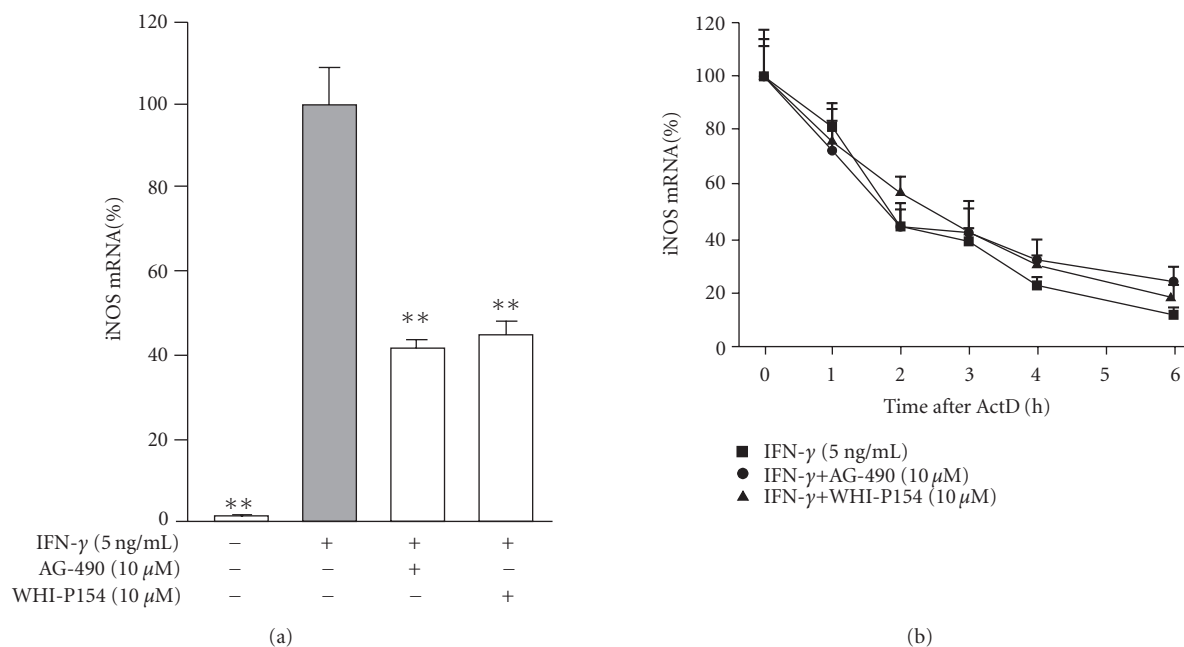 120
100
80
60
40
20
0
iNOS mRNA(%)
**
**
**
IFN-γ (5 ng/mL) − + + +
AG-490 (10 μM) − − + −
WHI-P154 (10 μM) − − − +
(a)
120
100
80
60
40
20
0
iNOS mRNA(%)
0 1 2 3 4 5 6
Time after ActD (h)
IFN-γ (5 ng/mL)
IFN-γ+AG-490 (10 μM)
IFN-γ+WHI-P154 (10 μM)
(b)